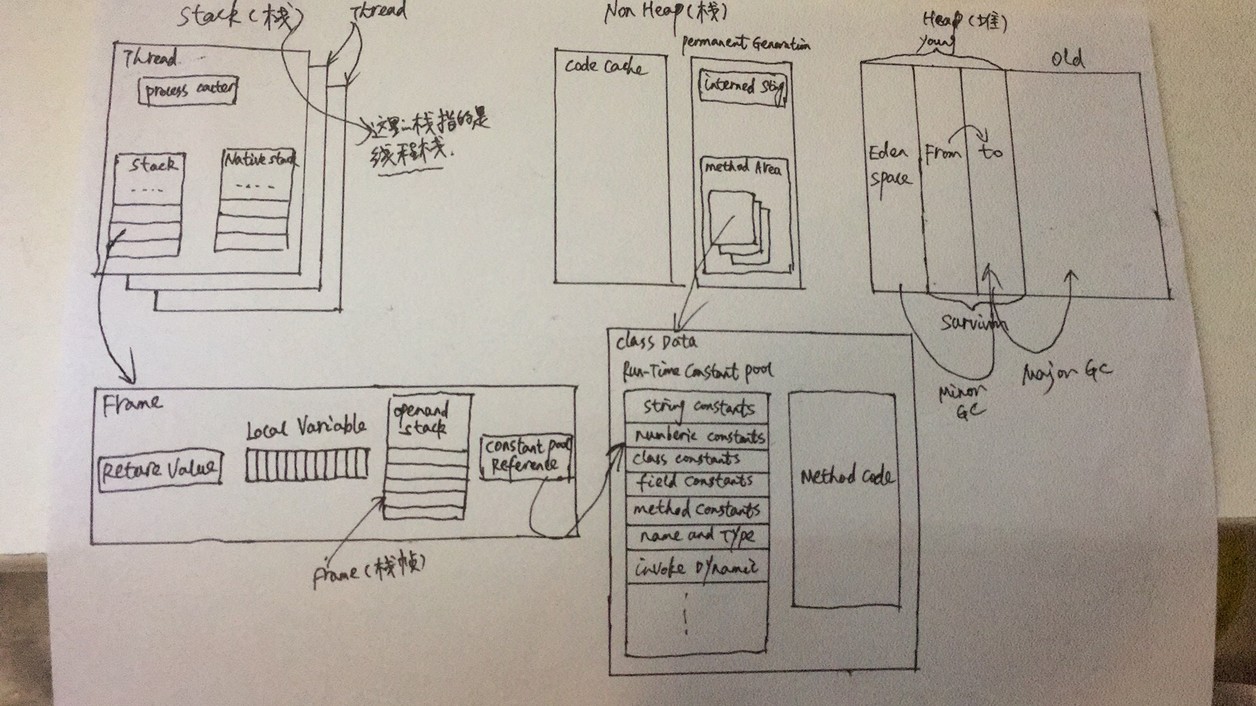 Stack(栈)
Thread
Thread
process couter
这里的栈指的是
线程栈.
Stack
Native stack
Non Heap(栈)
permanent Generation
code cache
interned Stig
method Area
Heap(堆)
young
Old
Eden
space
From
to
Survivor
Minor
GC
Major GC
Frame
Return Value
Local Variable
operand
stack
constant pool
Reference
Frame(栈帧)
class Data
Run-Time Constant pool
string constants
numberic constants
class constants
field constants
method constants
name and Type
invoke Dynamic
Method Code